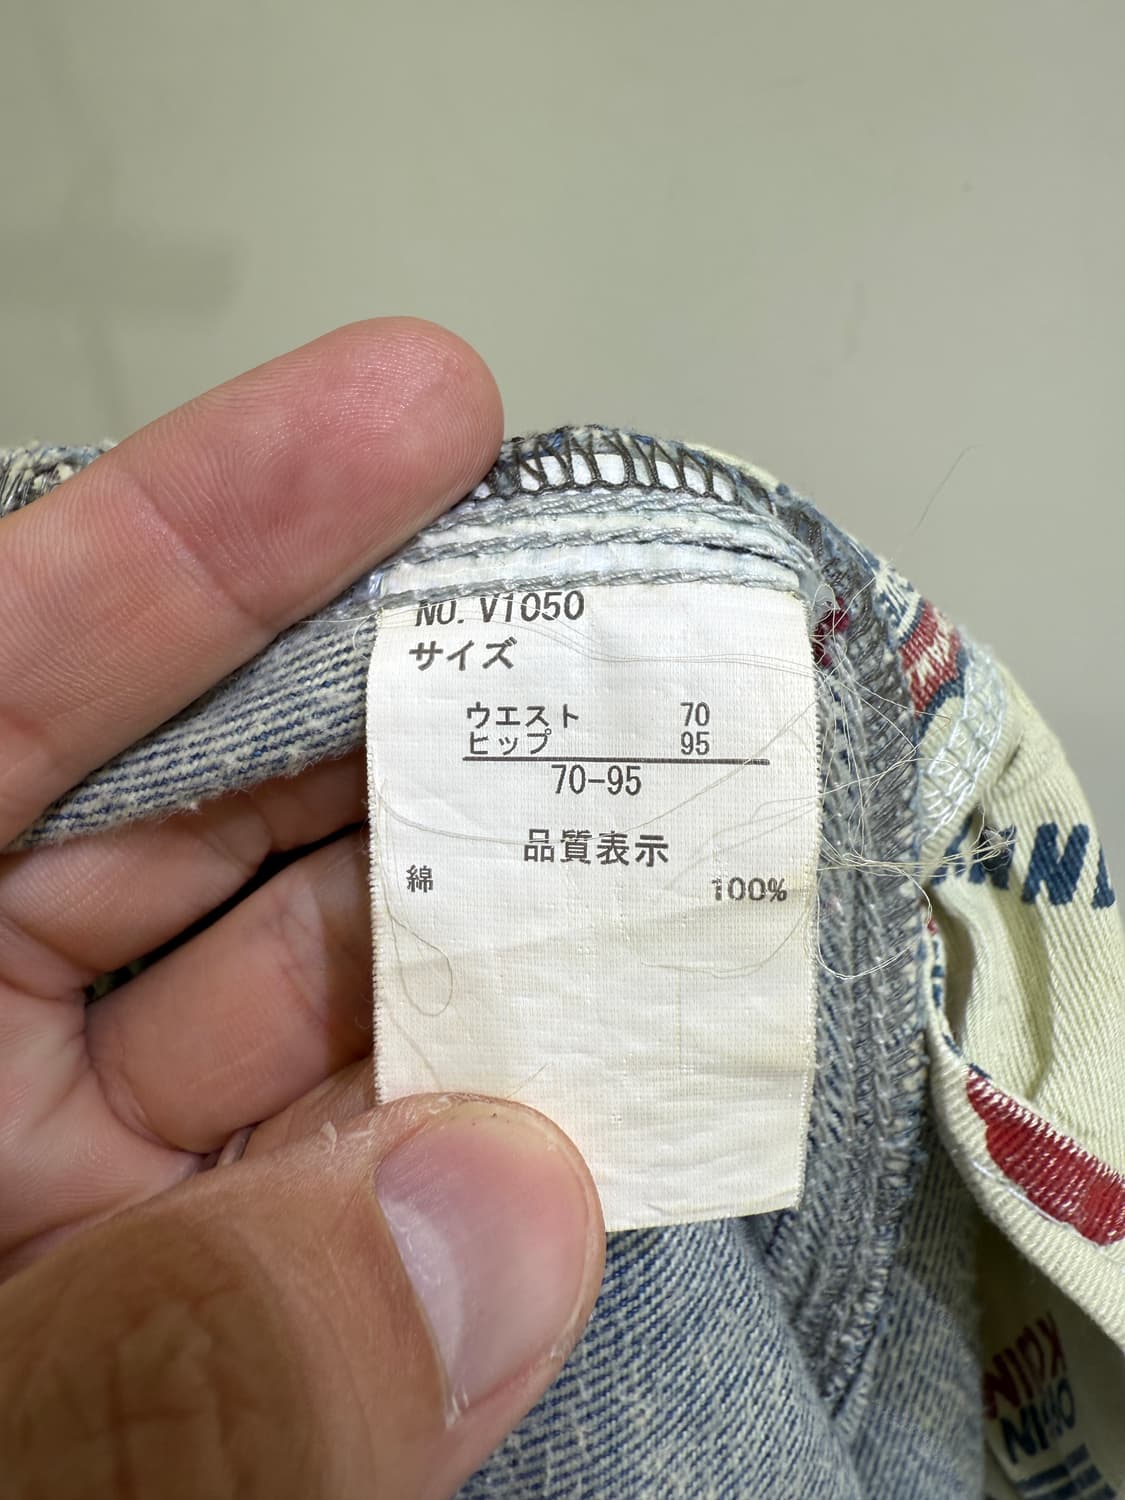 NO. V1050
サイズ
ウエスト 70
ヒップ 95
70-95
品質表示
綿 100%